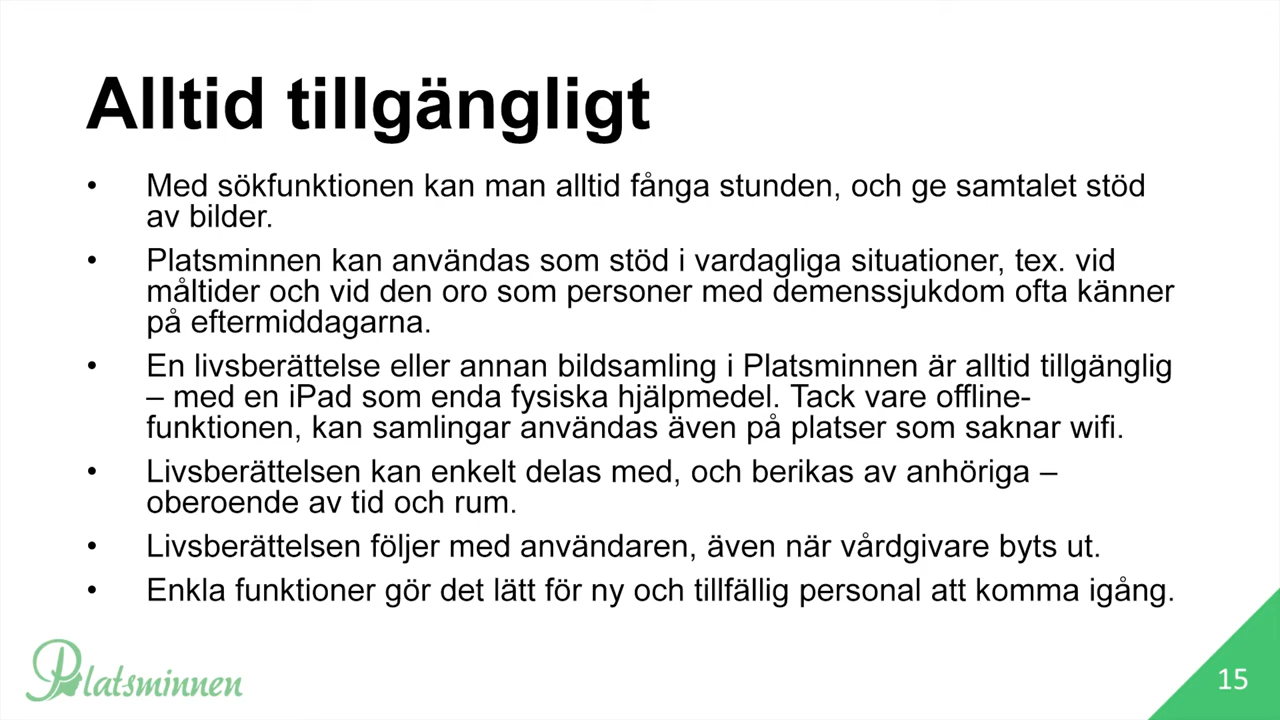 Alltid tillgängligt
• Med sökfunktionen kan man alltid fånga stunden, och ge samtalet stöd
av bilder.
• Platsminnen kan användas som stöd i vardagliga situationer, tex. vid
måltider och vid den oro som personer med demenssjukdom ofta känner
på eftermiddagarna.
• En livsberättelse eller annan bildsamling i Platsminnen är alltid tillgänglig
– med en iPad som enda fysiska hjälpmedel. Tack vare offline-
funktionen, kan samlingar användas även på platser som saknar wifi.
• Livsberättelsen kan enkelt delas med, och berikas av anhöriga –
oberoende av tid och rum.
• Livsberättelsen följer med användaren, även när vårdgivare byts ut.
• Enkla funktioner gör det lätt för ny och tillfällig personal att komma igång.
Platsminnen
15